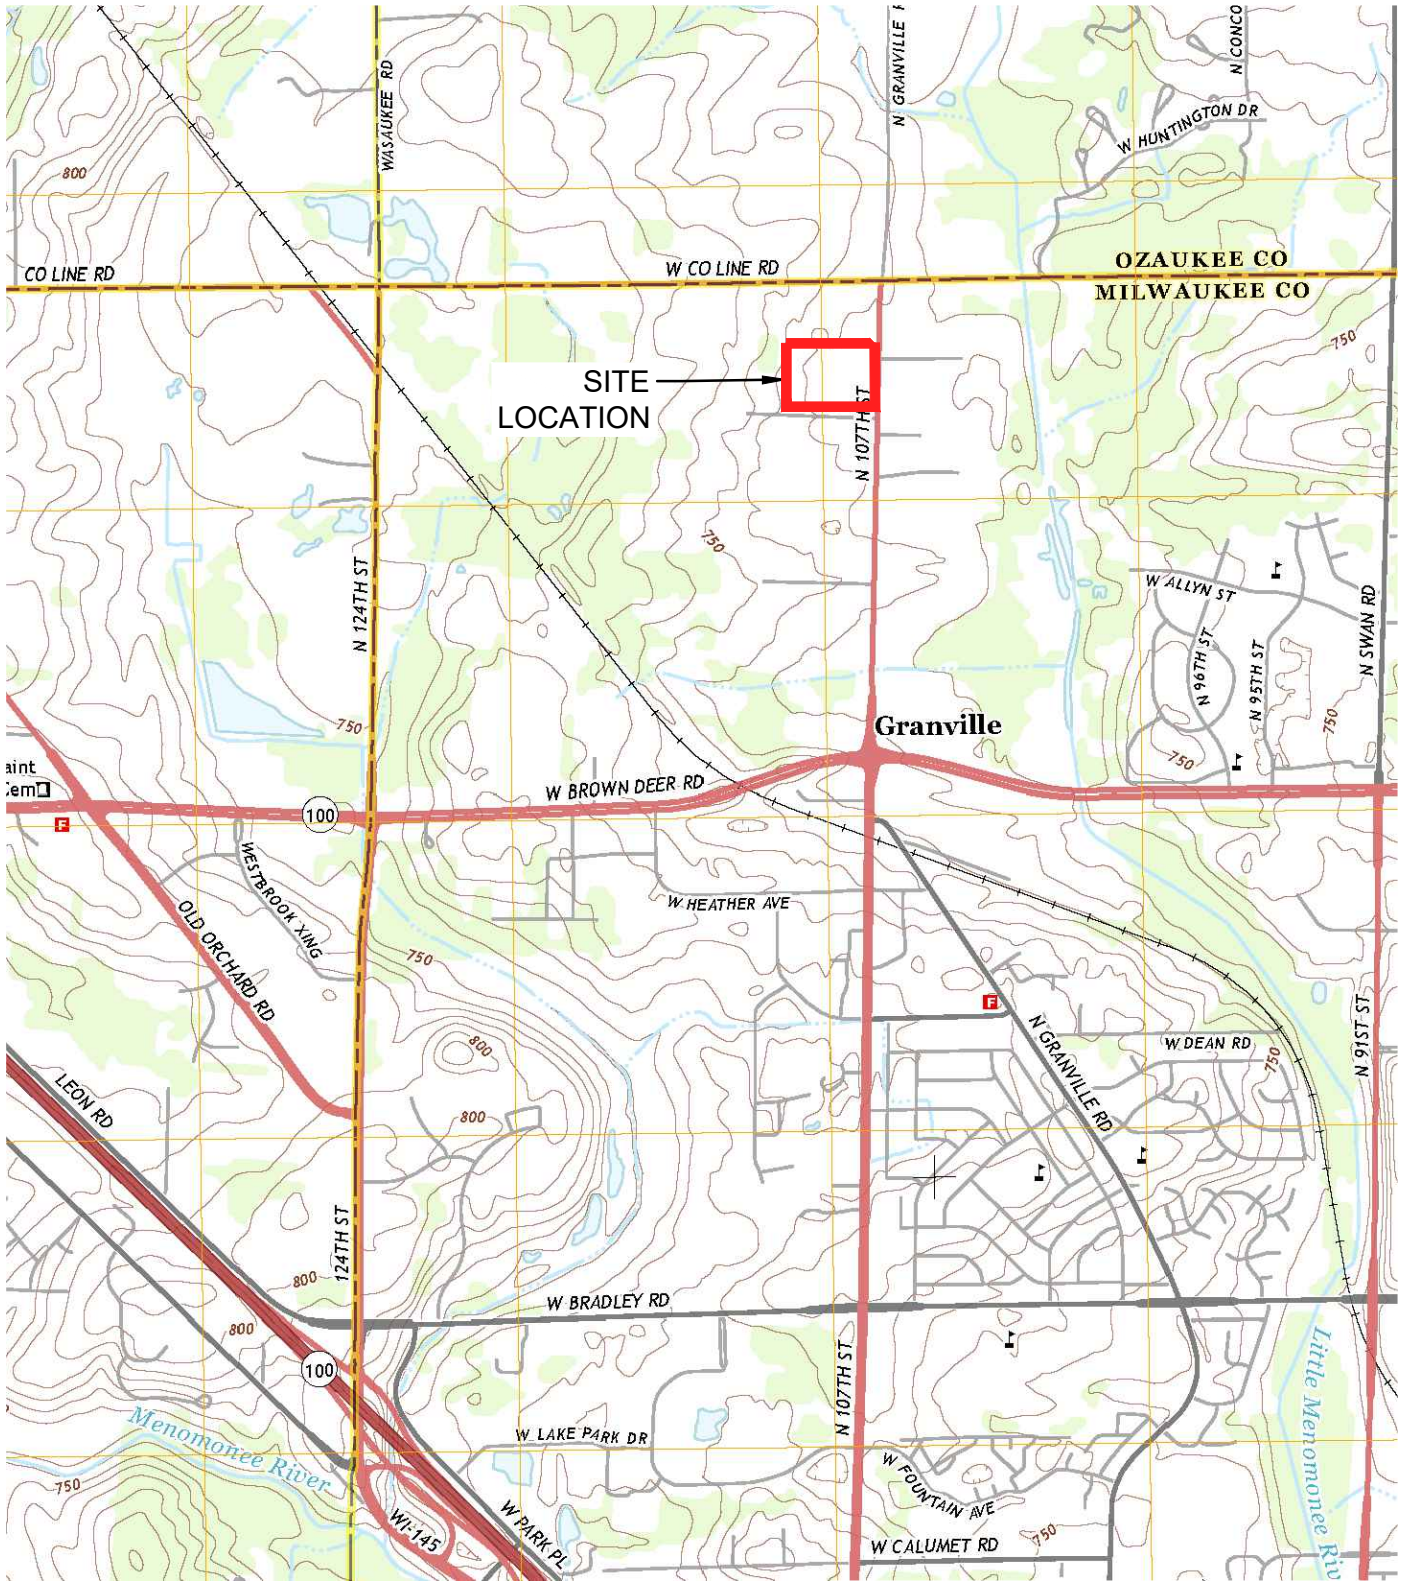 N GRANVILLE R
N CONCO
WASAUKEE RD
W HUNTINGTON DR
800
CO LINE RD
W CO LINE RD
OZAUKEE CO
MILWAUKEE CO
750
SITE
LOCATION
N 107TH ST
750
N 124TH ST
W ALLYN ST
N 96TH ST
N 95TH ST
N SWAN RD
750
Granville
750
750
aint
Cem
F
100
W BROWN DEER RD
WESTBROOK XING
W HEATHER AVE
OLD ORCHARD RD
750
F
N GRANVILLE RD
W DEAN RD
750
N 91ST ST
800
LEON RD
800
124TH ST
800
W BRADLEY RD
800
100
N 107TH ST
Little Menomonee Riv
Menomonee River
W LAKE PARK DR
750
W FOUNTAIN AVE
WI-145
W PARK PL
750
W CALUMET RD